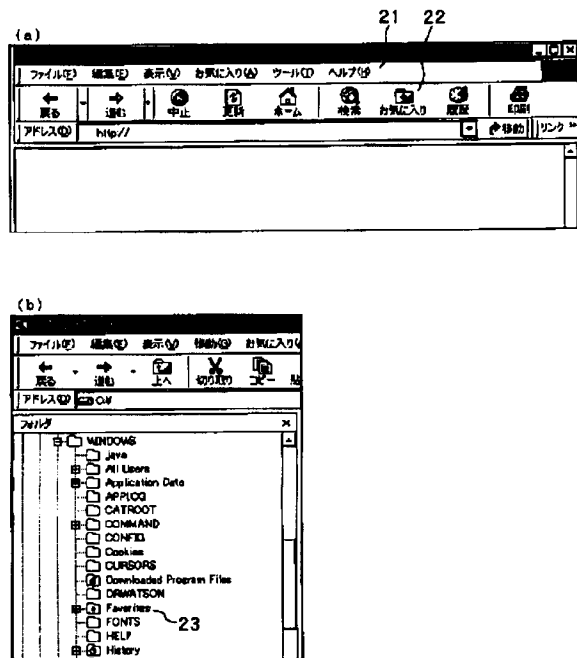 21 22
(a)
ファイル(F) 編集(E) 表示(V) お気に入り(A) ツール(T) ヘルプ(H)
戻る 進む 中止 更新 ホーム 検索 お気に入り 履歴 印刷
アドレス(D) http:// 移動 リンク »
(b)
ファイル(F) 編集(E) 表示(V) 移動(G) お気に入り(
戻る 進む 上へ 切り取り コピー 貼
アドレス(D) C:¥
フォルダ ×
WINDOWS
java
All Users
Application Data
APPLOG
CATROOT
COMMAND
CONFIG
Cookies
CURSORS
Downloaded Program Files
DRWATSON
Favorites 23
FONTS
HELP
History